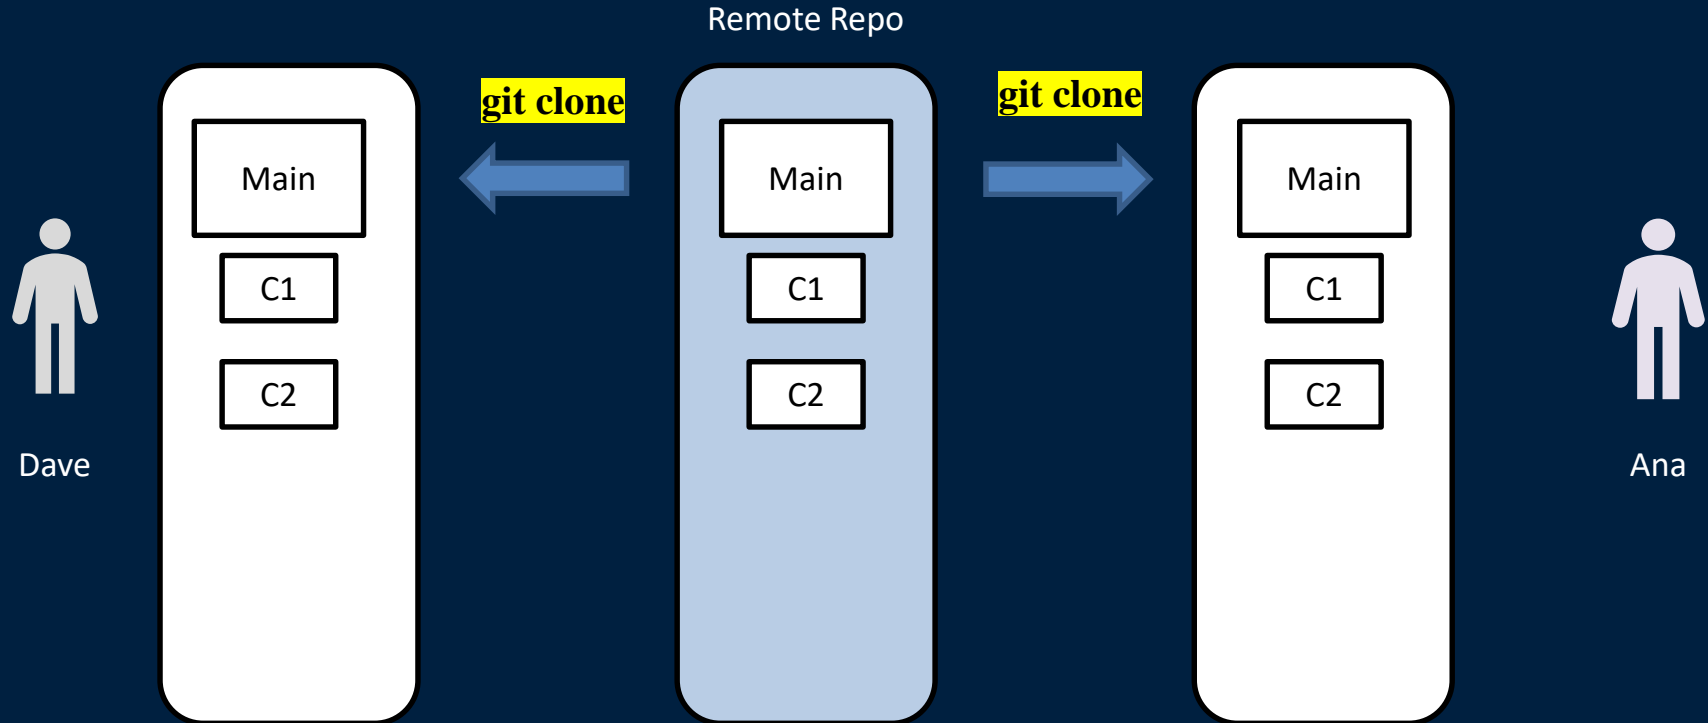 Remote Repo
git clone
git clone
Main
Main
Main
C1
C1
C1
C2
C2
C2
Dave
Ana